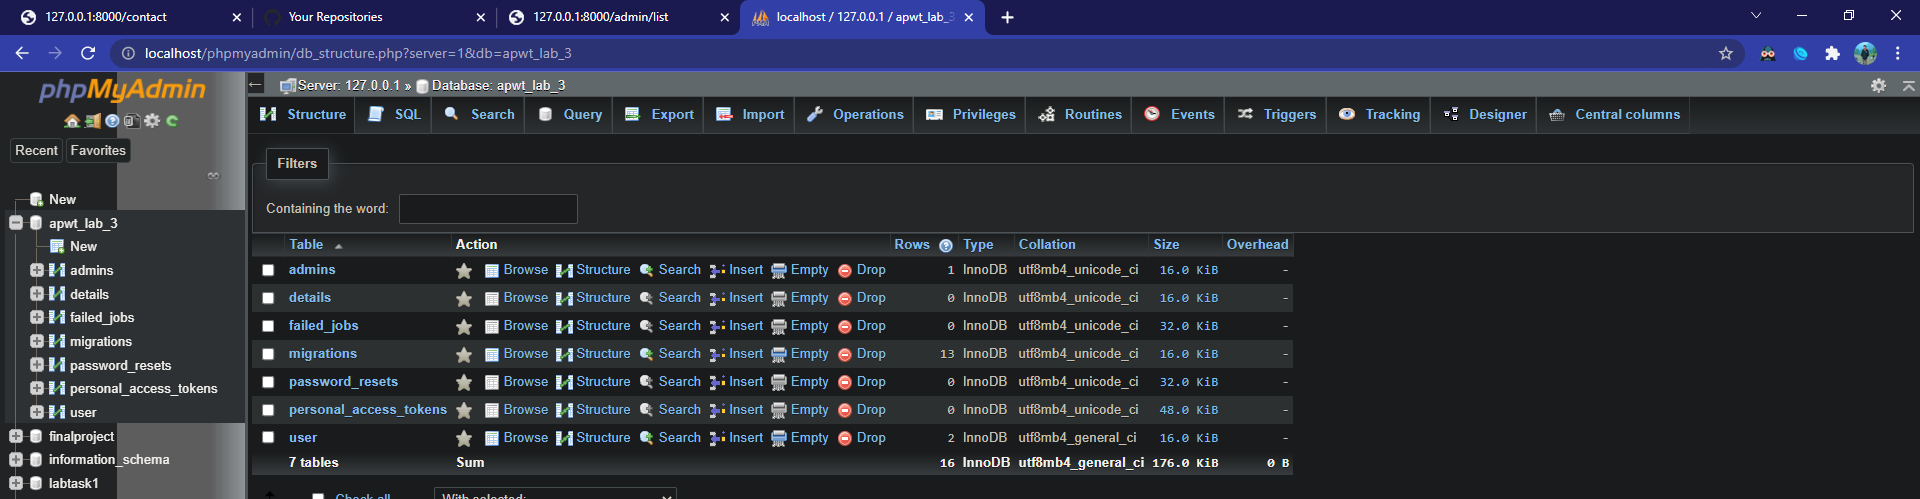 127.0.0.1:8000/contact
Your Repositories
127.0.0.1:8000/admin/list
localhost / 127.0.0.1 / apwt_lab_3
localhost/phpmyadmin/db_structure.php?server=1&db=apwt_lab_3
phpMyAdmin
Recent Favorites
New
apwt_lab_3
New
admins
details
failed_jobs
migrations
password_resets
personal_access_tokens
user
finalproject
information_schema
labtask1
Server: 127.0.0.1 » Database: apwt_lab_3
Structure SQL Search Query Export Import Operations Privileges Routines Events Triggers Tracking Designer Central columns
Filters
Containing the word:
Table Action Rows Type Collation Size Overhead
admins Browse Structure Search Insert Empty Drop 1 InnoDB utf8mb4_unicode_ci 16.0 KiB -
details Browse Structure Search Insert Empty Drop 0 InnoDB utf8mb4_unicode_ci 16.0 KiB -
failed_jobs Browse Structure Search Insert Empty Drop 0 InnoDB utf8mb4_unicode_ci 32.0 KiB -
migrations Browse Structure Search Insert Empty Drop 13 InnoDB utf8mb4_unicode_ci 16.0 KiB -
password_resets Browse Structure Search Insert Empty Drop 0 InnoDB utf8mb4_unicode_ci 32.0 KiB -
personal_access_tokens Browse Structure Search Insert Empty Drop 0 InnoDB utf8mb4_unicode_ci 48.0 KiB -
user Browse Structure Search Insert Empty Drop 2 InnoDB utf8mb4_general_ci 16.0 KiB -
7 tables Sum 16 InnoDB utf8mb4_general_ci 176.0 KiB 0 B
Check all With selected: